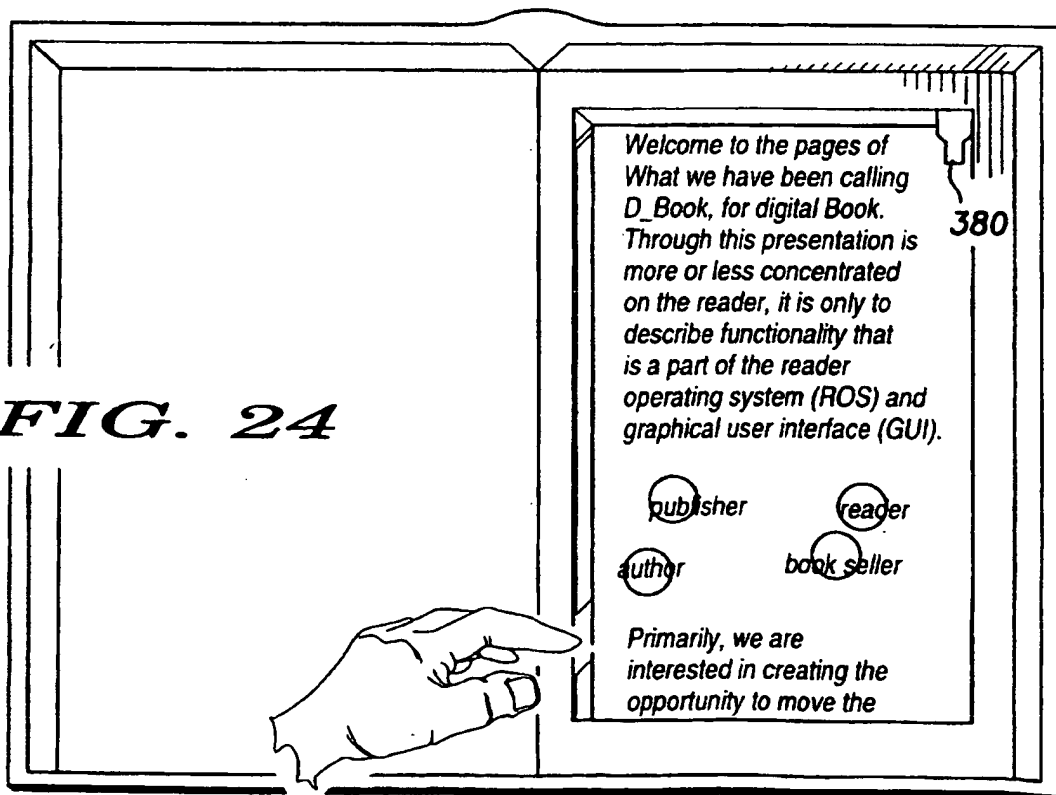 FIG. 24
Welcome to the pages of
What we have been calling
D_Book, for digital Book.
Through this presentation is
more or less concentrated
on the reader, it is only to
describe functionality that
is a part of the reader
operating system (ROS) and
graphical user interface (GUI).
380
publisher reader
author book seller
Primarily, we are
interested in creating the
opportunity to move the